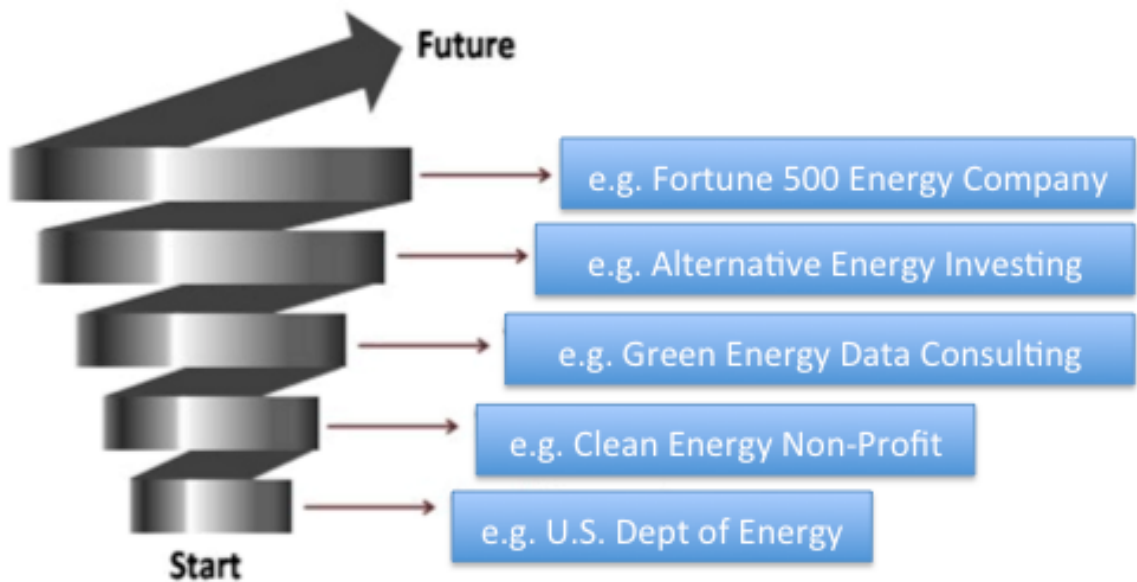 Future
e.g. Fortune 500 Energy Company
e.g. Alternative Energy Investing
e.g. Green Energy Data Consulting
e.g. Clean Energy Non-Profit
e.g. U.S. Dept of Energy
Start